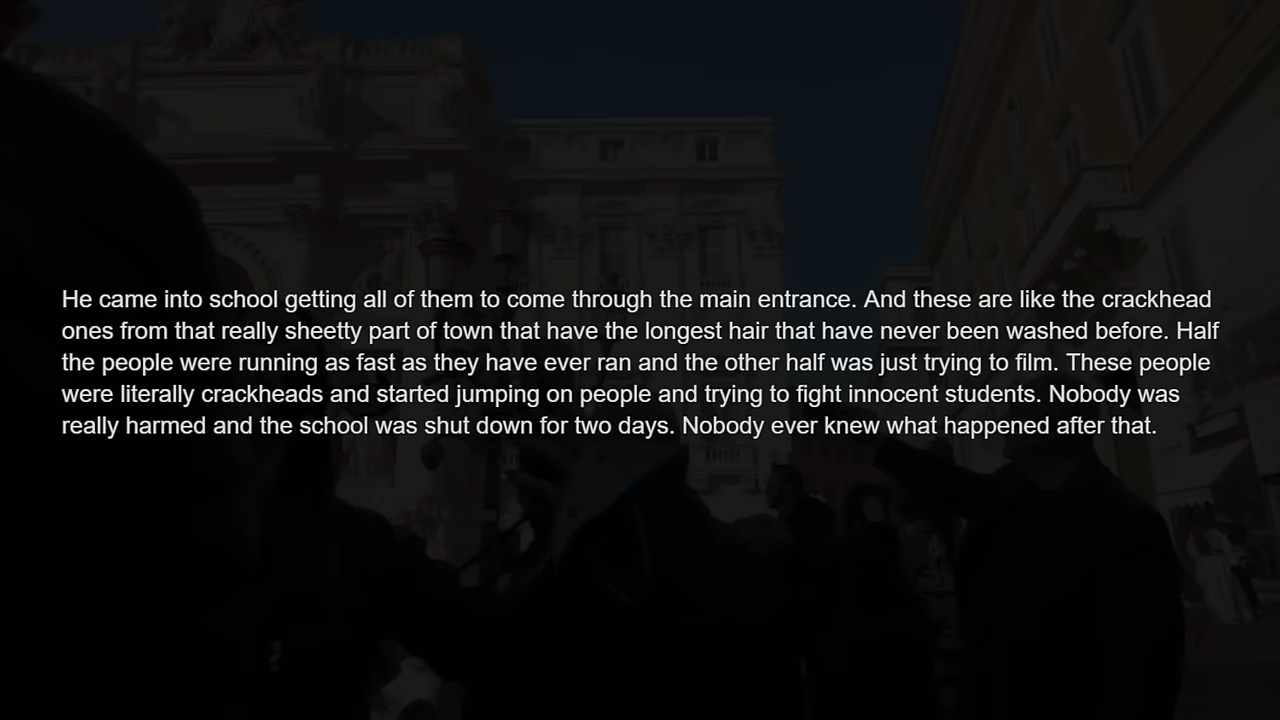 He came into school getting all of them to come through the main entrance. And these are like the crackhead
ones from that really sheetty part of town that have the longest hair that have never been washed before. Half
the people were running as fast as they have ever ran and the other half was just trying to film. These people
were literally crackheads and started jumping on people and trying to fight innocent students. Nobody was
really harmed and the school was shut down for two days. Nobody ever knew what happened after that.